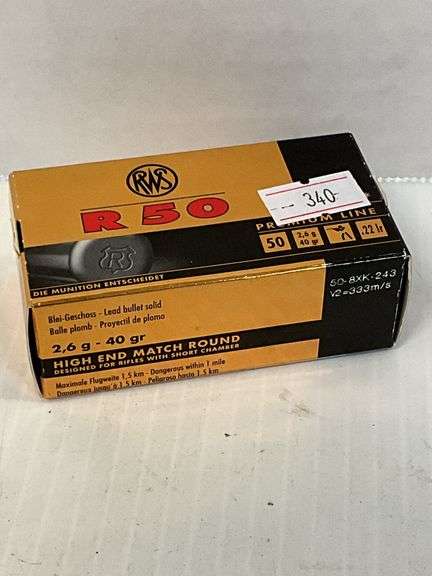 RWS
-- 340-
R 50
PREMIUM LINE
50 2,6 g 40 gr .22 lr
R
DIE MUNITION ENTSCHEIDET
50-8XK-243
V2=333m/s
Blei-Geschoss - Lead bullet solid
Balle plomb - Proyectil de plomo
2,6 g - 40 gr
HIGH END MATCH ROUND
DESIGNED FOR RIFLES WITH SHORT CHAMBER
Maximale Flugweite 1,5 km - Dangerous within 1 mile
Dangereux jusqu à 1,5 km - Peligroso hasta 1,5 km